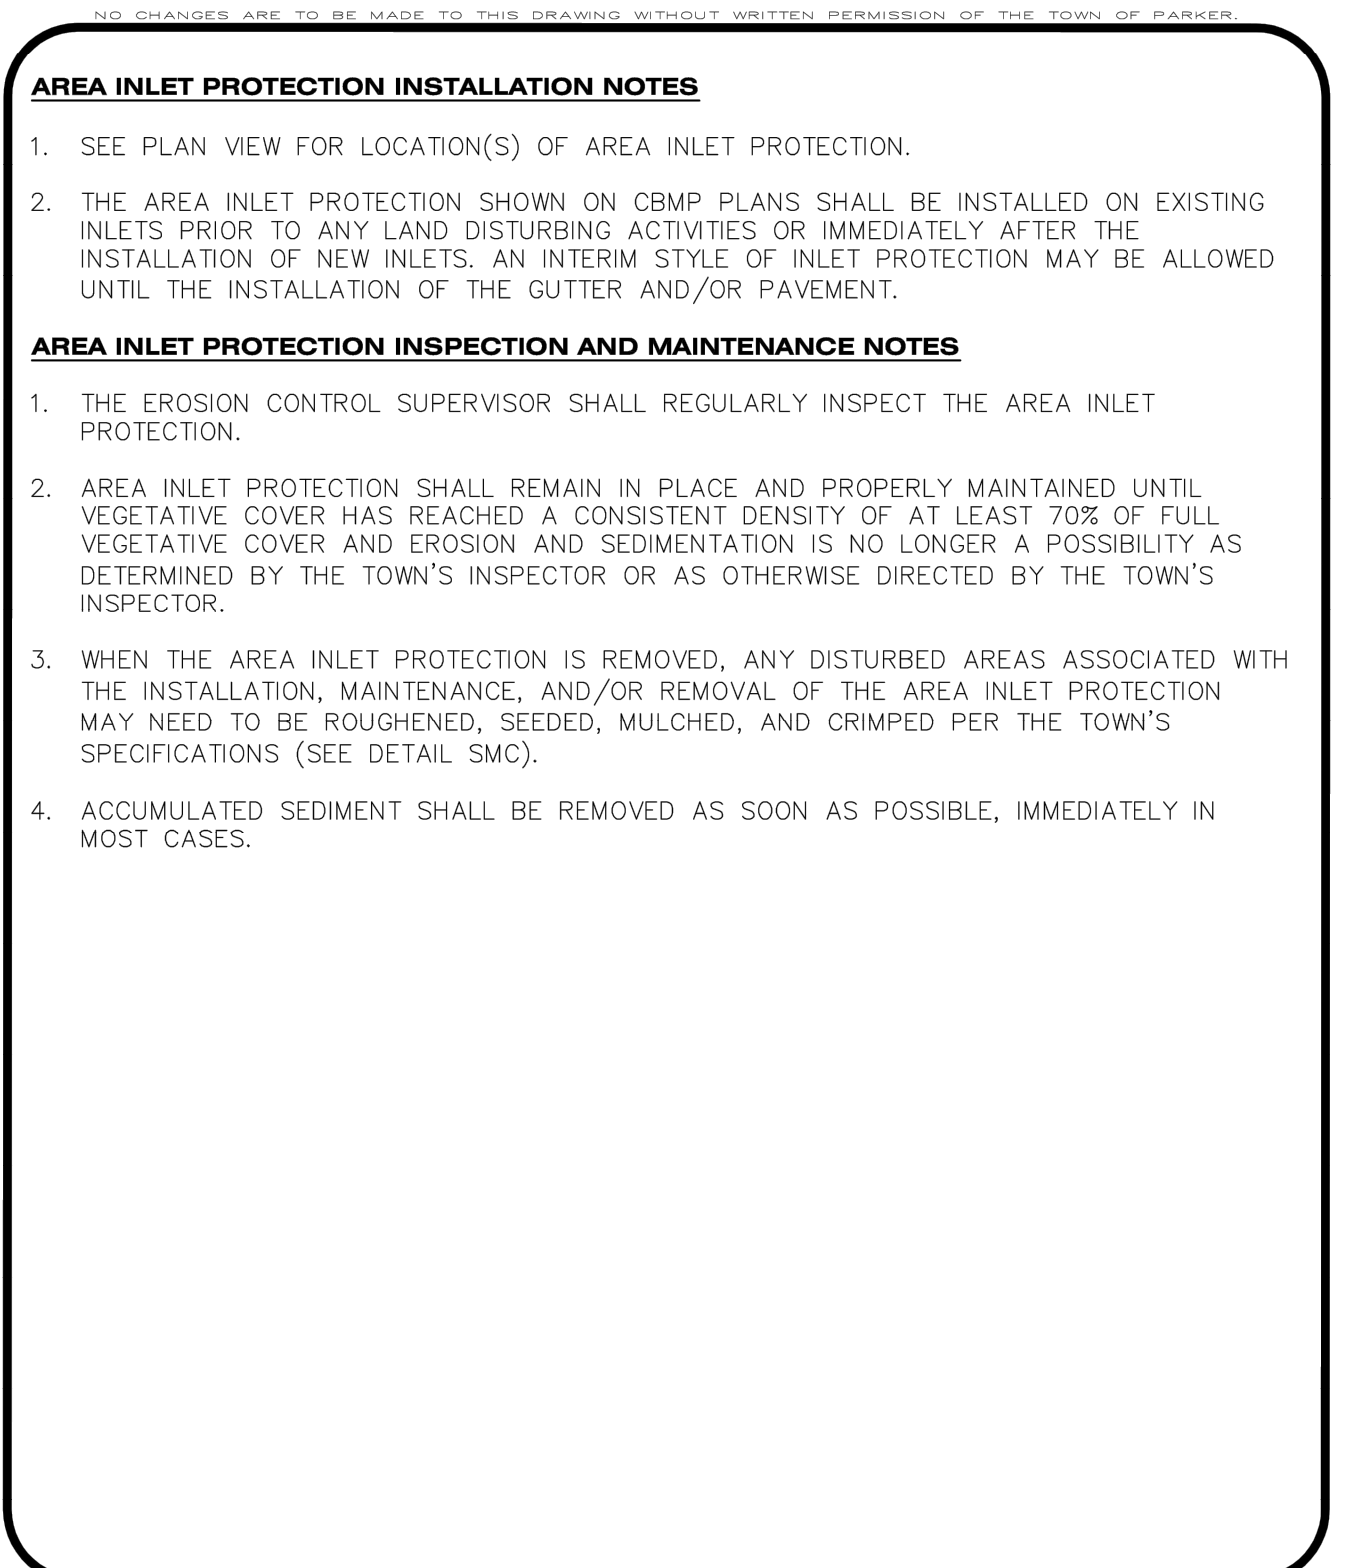 NO CHANGES ARE TO BE MADE TO THIS DRAWING WITHOUT WRITTEN PERMISSION OF THE TOWN OF PARKER.
AREA INLET PROTECTION INSTALLATION NOTES
1. SEE PLAN VIEW FOR LOCATION(S) OF AREA INLET PROTECTION.
2. THE AREA INLET PROTECTION SHOWN ON CBMP PLANS SHALL BE INSTALLED ON EXISTING
INLETS PRIOR TO ANY LAND DISTURBING ACTIVITIES OR IMMEDIATELY AFTER THE
INSTALLATION OF NEW INLETS. AN INTERIM STYLE OF INLET PROTECTION MAY BE ALLOWED
UNTIL THE INSTALLATION OF THE GUTTER AND/OR PAVEMENT.
AREA INLET PROTECTION INSPECTION AND MAINTENANCE NOTES
1. THE EROSION CONTROL SUPERVISOR SHALL REGULARLY INSPECT THE AREA INLET
PROTECTION.
2. AREA INLET PROTECTION SHALL REMAIN IN PLACE AND PROPERLY MAINTAINED UNTIL
VEGETATIVE COVER HAS REACHED A CONSISTENT DENSITY OF AT LEAST 70% OF FULL
VEGETATIVE COVER AND EROSION AND SEDIMENTATION IS NO LONGER A POSSIBILITY AS
DETERMINED BY THE TOWN'S INSPECTOR OR AS OTHERWISE DIRECTED BY THE TOWN'S
INSPECTOR.
3. WHEN THE AREA INLET PROTECTION IS REMOVED, ANY DISTURBED AREAS ASSOCIATED WITH
THE INSTALLATION, MAINTENANCE, AND/OR REMOVAL OF THE AREA INLET PROTECTION
MAY NEED TO BE ROUGHENED, SEEDED, MULCHED, AND CRIMPED PER THE TOWN'S
SPECIFICATIONS (SEE DETAIL SMC).
4. ACCUMULATED SEDIMENT SHALL BE REMOVED AS SOON AS POSSIBLE, IMMEDIATELY IN
MOST CASES.